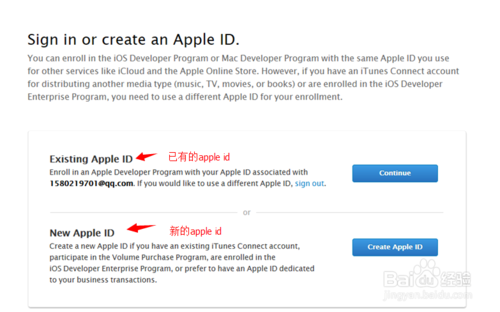 Sign in or create an Apple ID.
You can enroll in the iOS Developer Program or Mac Developer Program with the same Apple ID you use
for other services like iCloud and the Apple Online Store. However, if you have an iTunes Connect account
for distributing another media type (music, TV, movies, or books) or are enrolled in the iOS Developer
Enterprise Program, you need to use a different Apple ID for your enrollment.
Existing Apple ID 已有的apple id
Enroll in an Apple Developer Program with your Apple ID associated with
1580219701@qq.com. If you would like to use a different Apple ID, sign out.
Continue
or
New Apple ID 新的apple id
Create a new Apple ID if you have an existing iTunes Connect account,
participate in the Volume Purchase Program, are enrolled in the
iOS Developer Enterprise Program, or prefer to have an Apple ID dedicated
to your business transactions.
Create Apple ID
Baidu 经验
jingyan.baidu.com